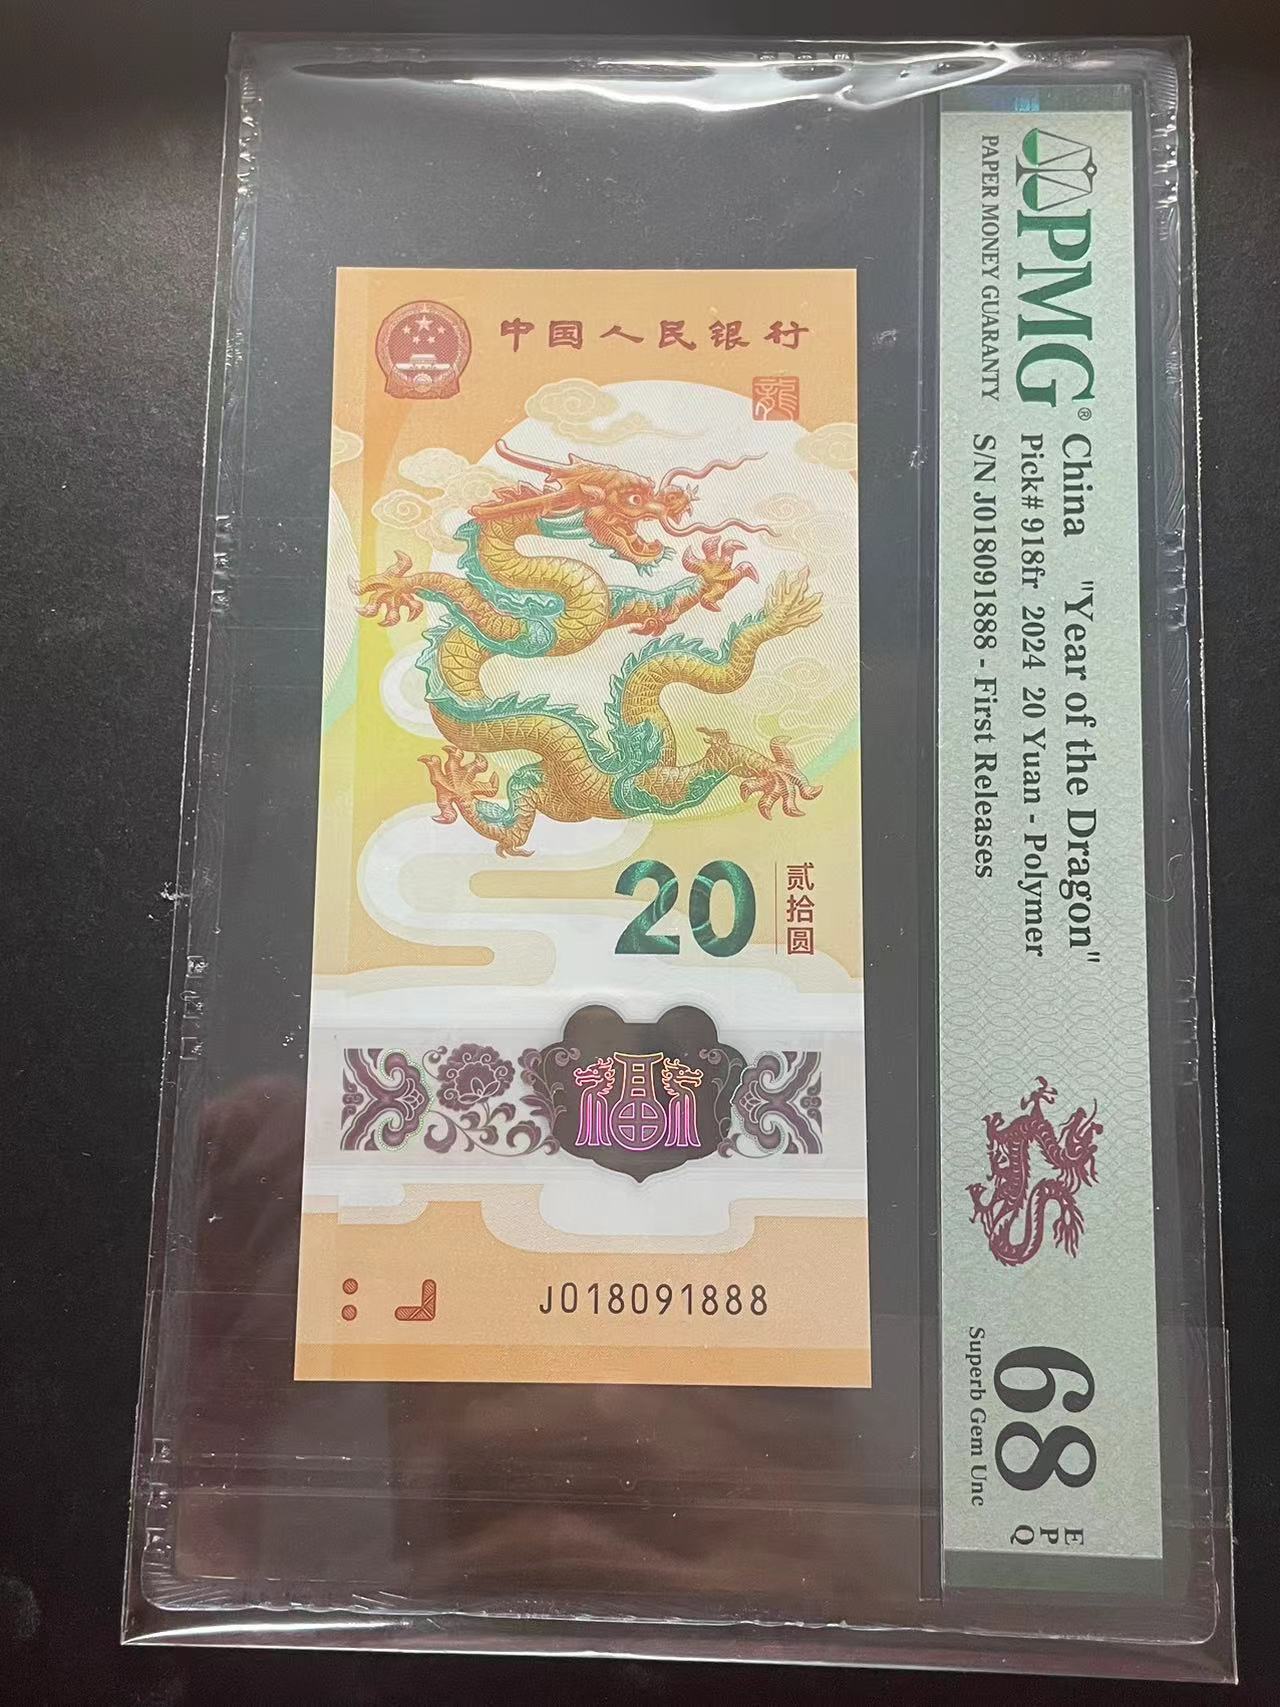 中国人民银行
龍
20
贰拾圆
J018091888
PMG®
PAPER MONEY GUARANTY
China "Year of the Dragon"
Pick# 918fr 2024 20 Yuan - Polymer
S/N J018091888 - First Releases
68
EPQ
Superb Gem Unc